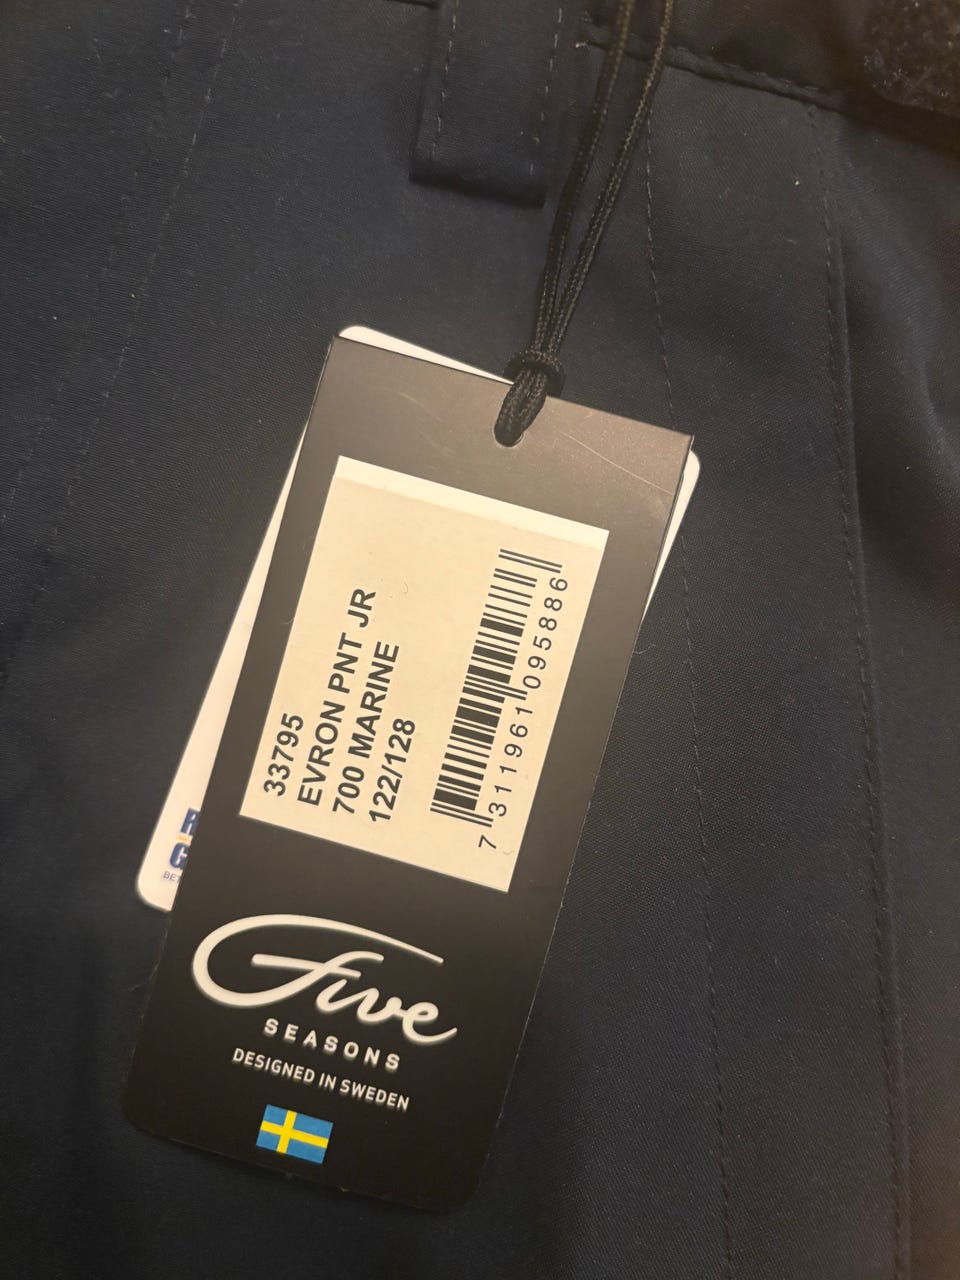 33795
EVRON PNT JR
700 MARINE
122/128
7 311961 095886
Five
SEASONS
DESIGNED IN SWEDEN